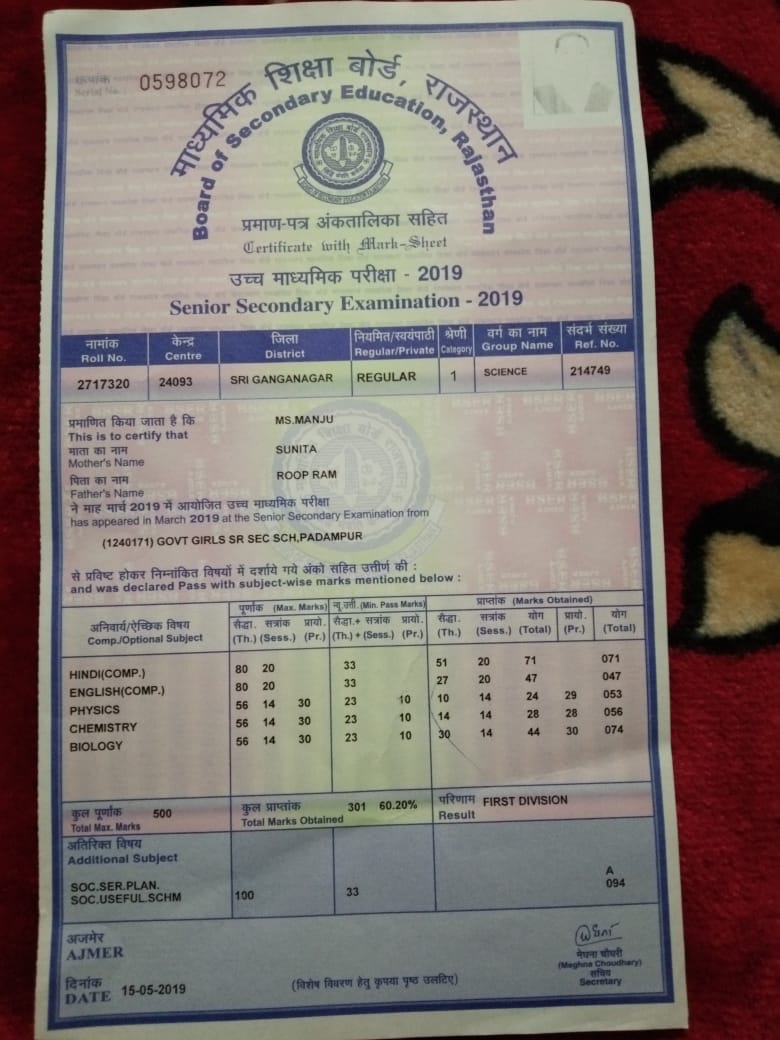 क्रमांक
Serial No. 0598072
माध्यमिक शिक्षा बोर्ड, राजस्थान
Board of Secondary Education, Rajasthan
प्रमाण-पत्र अंकतालिका सहित
Certificate with Mark-Sheet
उच्च माध्यमिक परीक्षा - 2019
Senior Secondary Examination - 2019
नामांक केन्द्र जिला नियमित/स्वयंपाठी श्रेणी वर्ग का नाम संदर्भ संख्या
Roll No. Centre District Regular/Private Category Group Name Ref. No.
2717320 24093 SRI GANGANAGAR REGULAR 1 SCIENCE 214749
प्रमाणित किया जाता है कि MS.MANJU
This is to certify that
माता का नाम SUNITA
Mother's Name
पिता का नाम ROOP RAM
Father's Name
ने माह मार्च 2019 में आयोजित उच्च माध्यमिक परीक्षा
has appeared in March 2019 at the Senior Secondary Examination from
(1240171) GOVT GIRLS SR SEC SCH,PADAMPUR
से प्रविष्ट होकर निम्नांकित विषयों में दर्शाये गये अंको सहित उत्तीर्ण की :
and was declared Pass with subject-wise marks mentioned below :
अनिवार्य/ऐच्छिक विषय पूर्णांक (Max. Marks) न्यू.उत्ती. (Min. Pass Marks) प्राप्तांक (Marks Obtained)
Comp./Optional Subject सैद्धा. सत्रांक प्रायो. सैद्धा.+ सत्रांक प्रायो. सैद्धा. सत्रांक योग प्रायो. योग
(Th.) (Sess.) (Pr.) (Th.) + (Sess.) (Pr.) (Th.) (Sess.) (Total) (Pr.) (Total)
HINDI(COMP.) 80 20 33 51 20 71 071
ENGLISH(COMP.) 80 20 33 27 20 47 047
PHYSICS 56 14 30 23 10 10 14 24 29 053
CHEMISTRY 56 14 30 23 10 14 14 28 28 056
BIOLOGY 56 14 30 23 10 30 14 44 30 074
कुल पूर्णांक 500 कुल प्राप्तांक 301 60.20% परिणाम FIRST DIVISION
Total Max. Marks Total Marks Obtained Result
अतिरिक्त विषय
Additional Subject
SOC.SER.PLAN. A
SOC.USEFUL.SCHM 100 33 094
अजमेर
AJMER
मेघना चौधरी
(Meghna Choudhary)
सचिव
Secretary
दिनांक
DATE 15-05-2019
(विशेष विवरण हेतु कृपया पृष्ठ उलटिए)